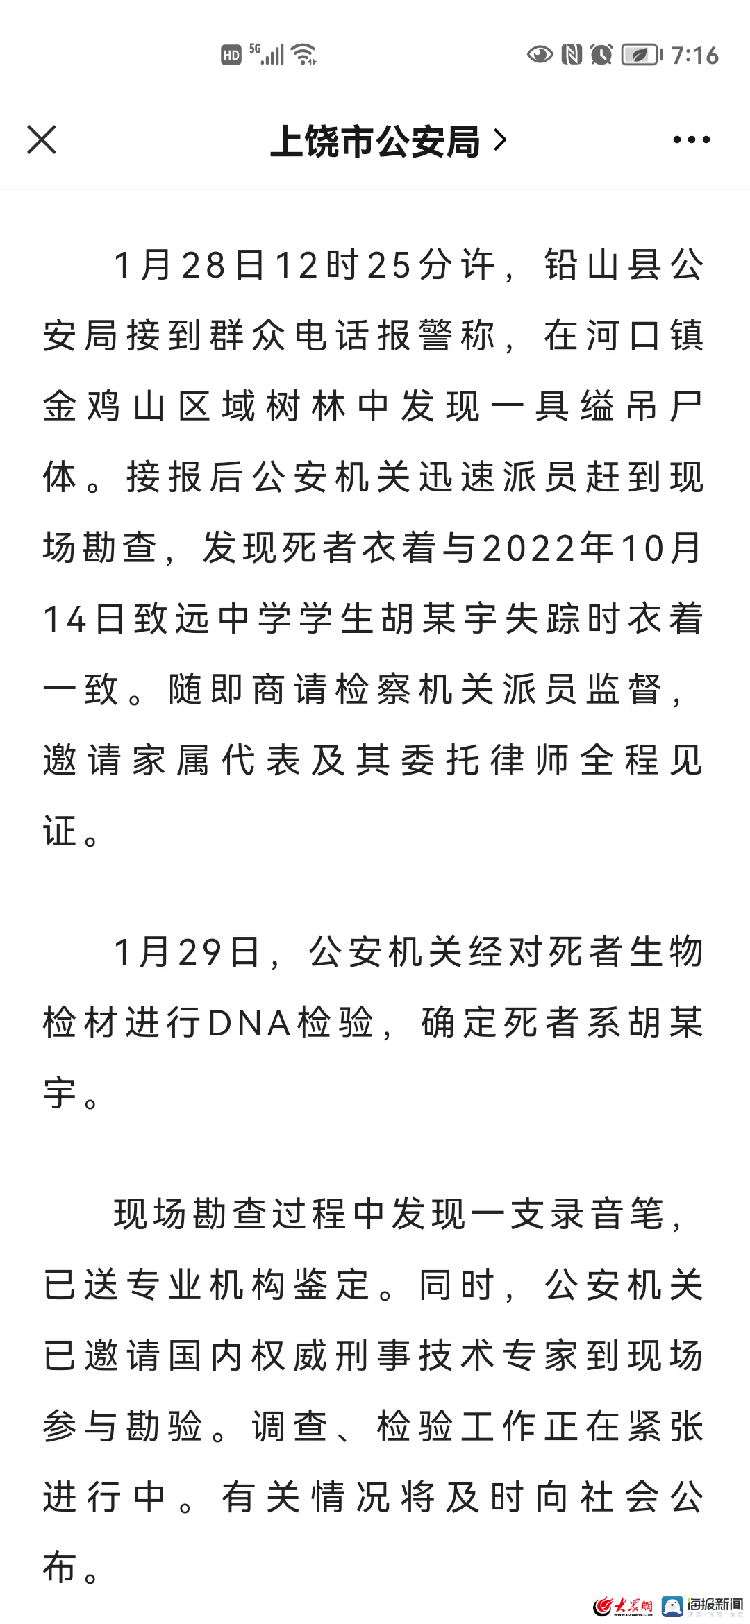 HD 5G 7:16
上饶市公安局
1月28日12时25分许，铅山县公
安局接到群众电话报警称，在河口镇
金鸡山区域树林中发现一具缢吊尸
体。接报后公安机关迅速派员赶到现
场勘查，发现死者衣着与2022年10月
14日致远中学学生胡某宇失踪时衣着
一致。随即商请检察机关派员监督，
邀请家属代表及其委托律师全程见
证。
1月29日，公安机关经对死者生物
检材进行DNA检验，确定死者系胡某
宇。
现场勘查过程中发现一支录音笔，
已送专业机构鉴定。同时，公安机关
已邀请国内权威刑事技术专家到现场
参与勘验。调查、检验工作正在紧张
进行中。有关情况将及时向社会公
布。
大众网 海报新闻